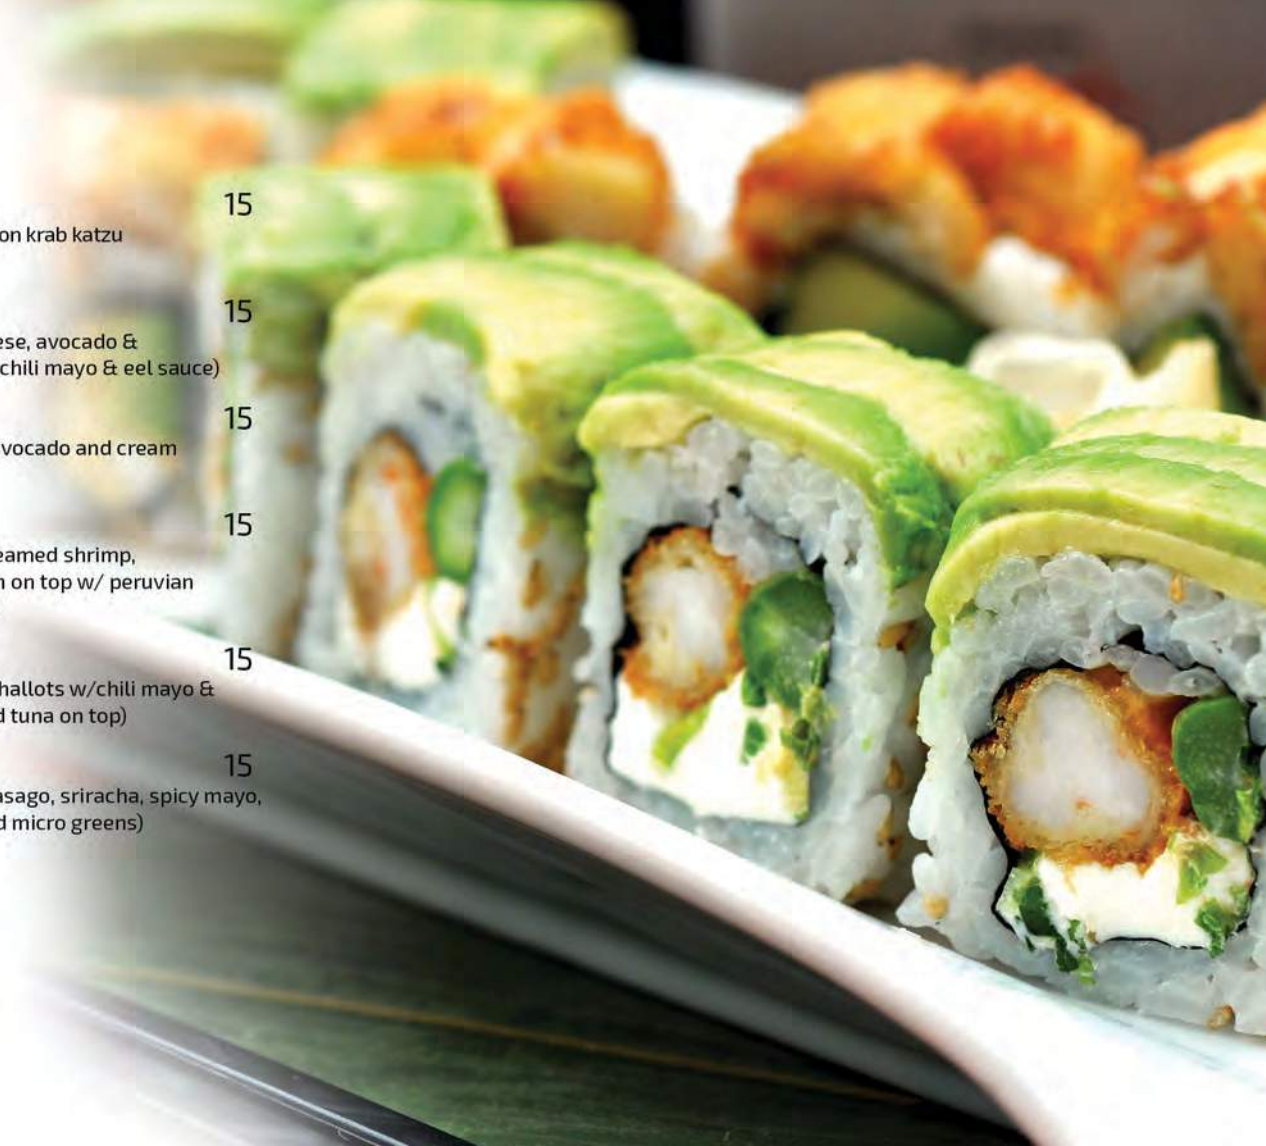 15
on krab katzu
15
ese, avocado &
chili mayo & eel sauce)
15
vocado and cream
15
eamed shrimp,
n on top w/ peruvian
15
hallots w/chili mayo &
d tuna on top)
15
asago, sriracha, spicy mayo,
d micro greens)